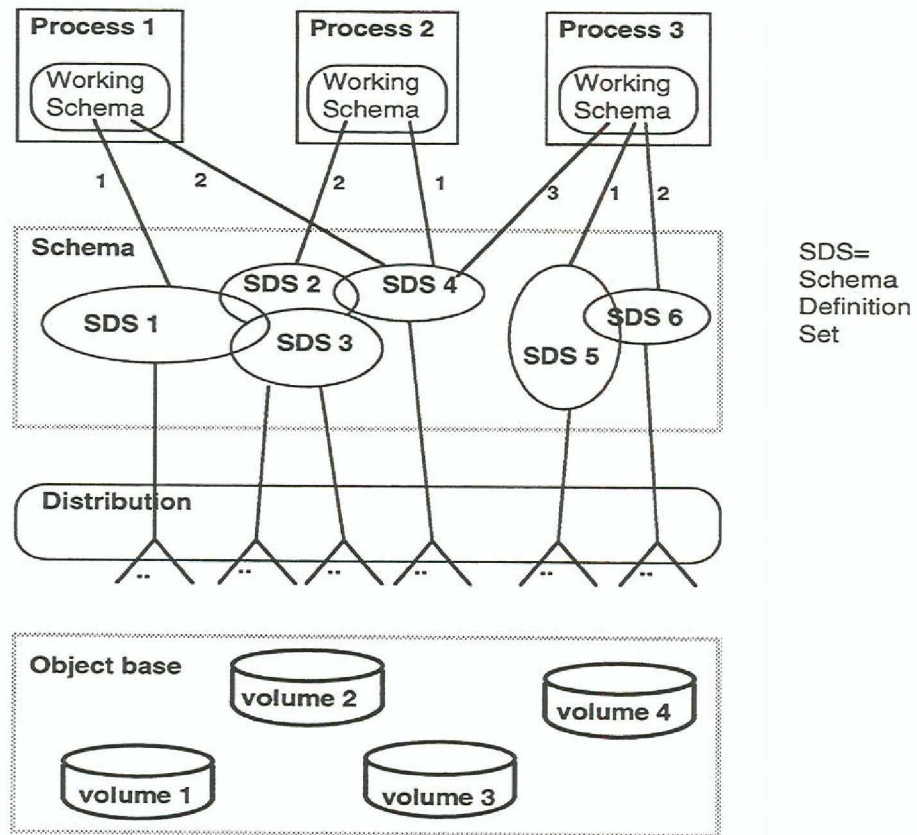 Process 1
Process 2
Process 3
Working
Schema
Working
Schema
Working
Schema
1
2
2
1
3
1
2
Schema
SDS 1
SDS 2
SDS 3
SDS 4
SDS 5
SDS 6
SDS=
Schema
Definition
Set
Distribution
..
..
..
..
..
..
Object base
volume 1
volume 2
volume 3
volume 4